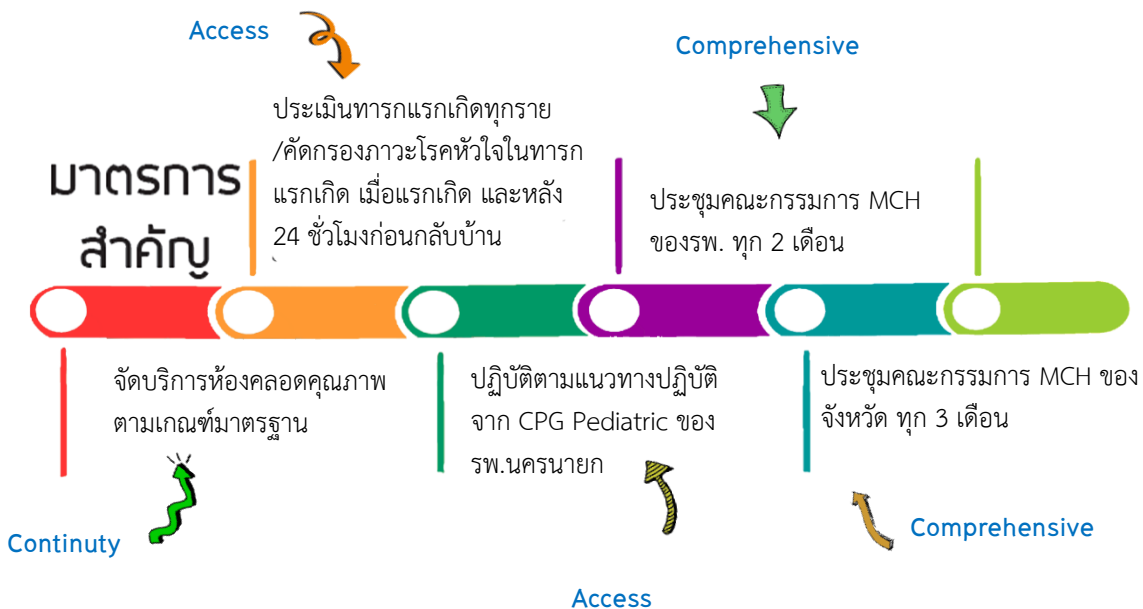 Access
Comprehensive
มาตรการ
สำคัญ
ประเมินทารกแรกเกิดทุกราย
/คัดกรองภาวะโรคหัวใจในทารก
แรกเกิด เมื่อแรกเกิด และหลัง
24 ชั่วโมงก่อนกลับบ้าน
ประชุมคณะกรรมการ MCH
ของรพ. ทุก 2 เดือน
จัดบริการห้องคลอดคุณภาพ
ตามเกณฑ์มาตรฐาน
ปฏิบัติตามแนวทางปฏิบัติ
จาก CPG Pediatric ของ
รพ.นครนายก
ประชุมคณะกรรมการ MCH ของ
จังหวัด ทุก 3 เดือน
Continuty
Comprehensive
Access